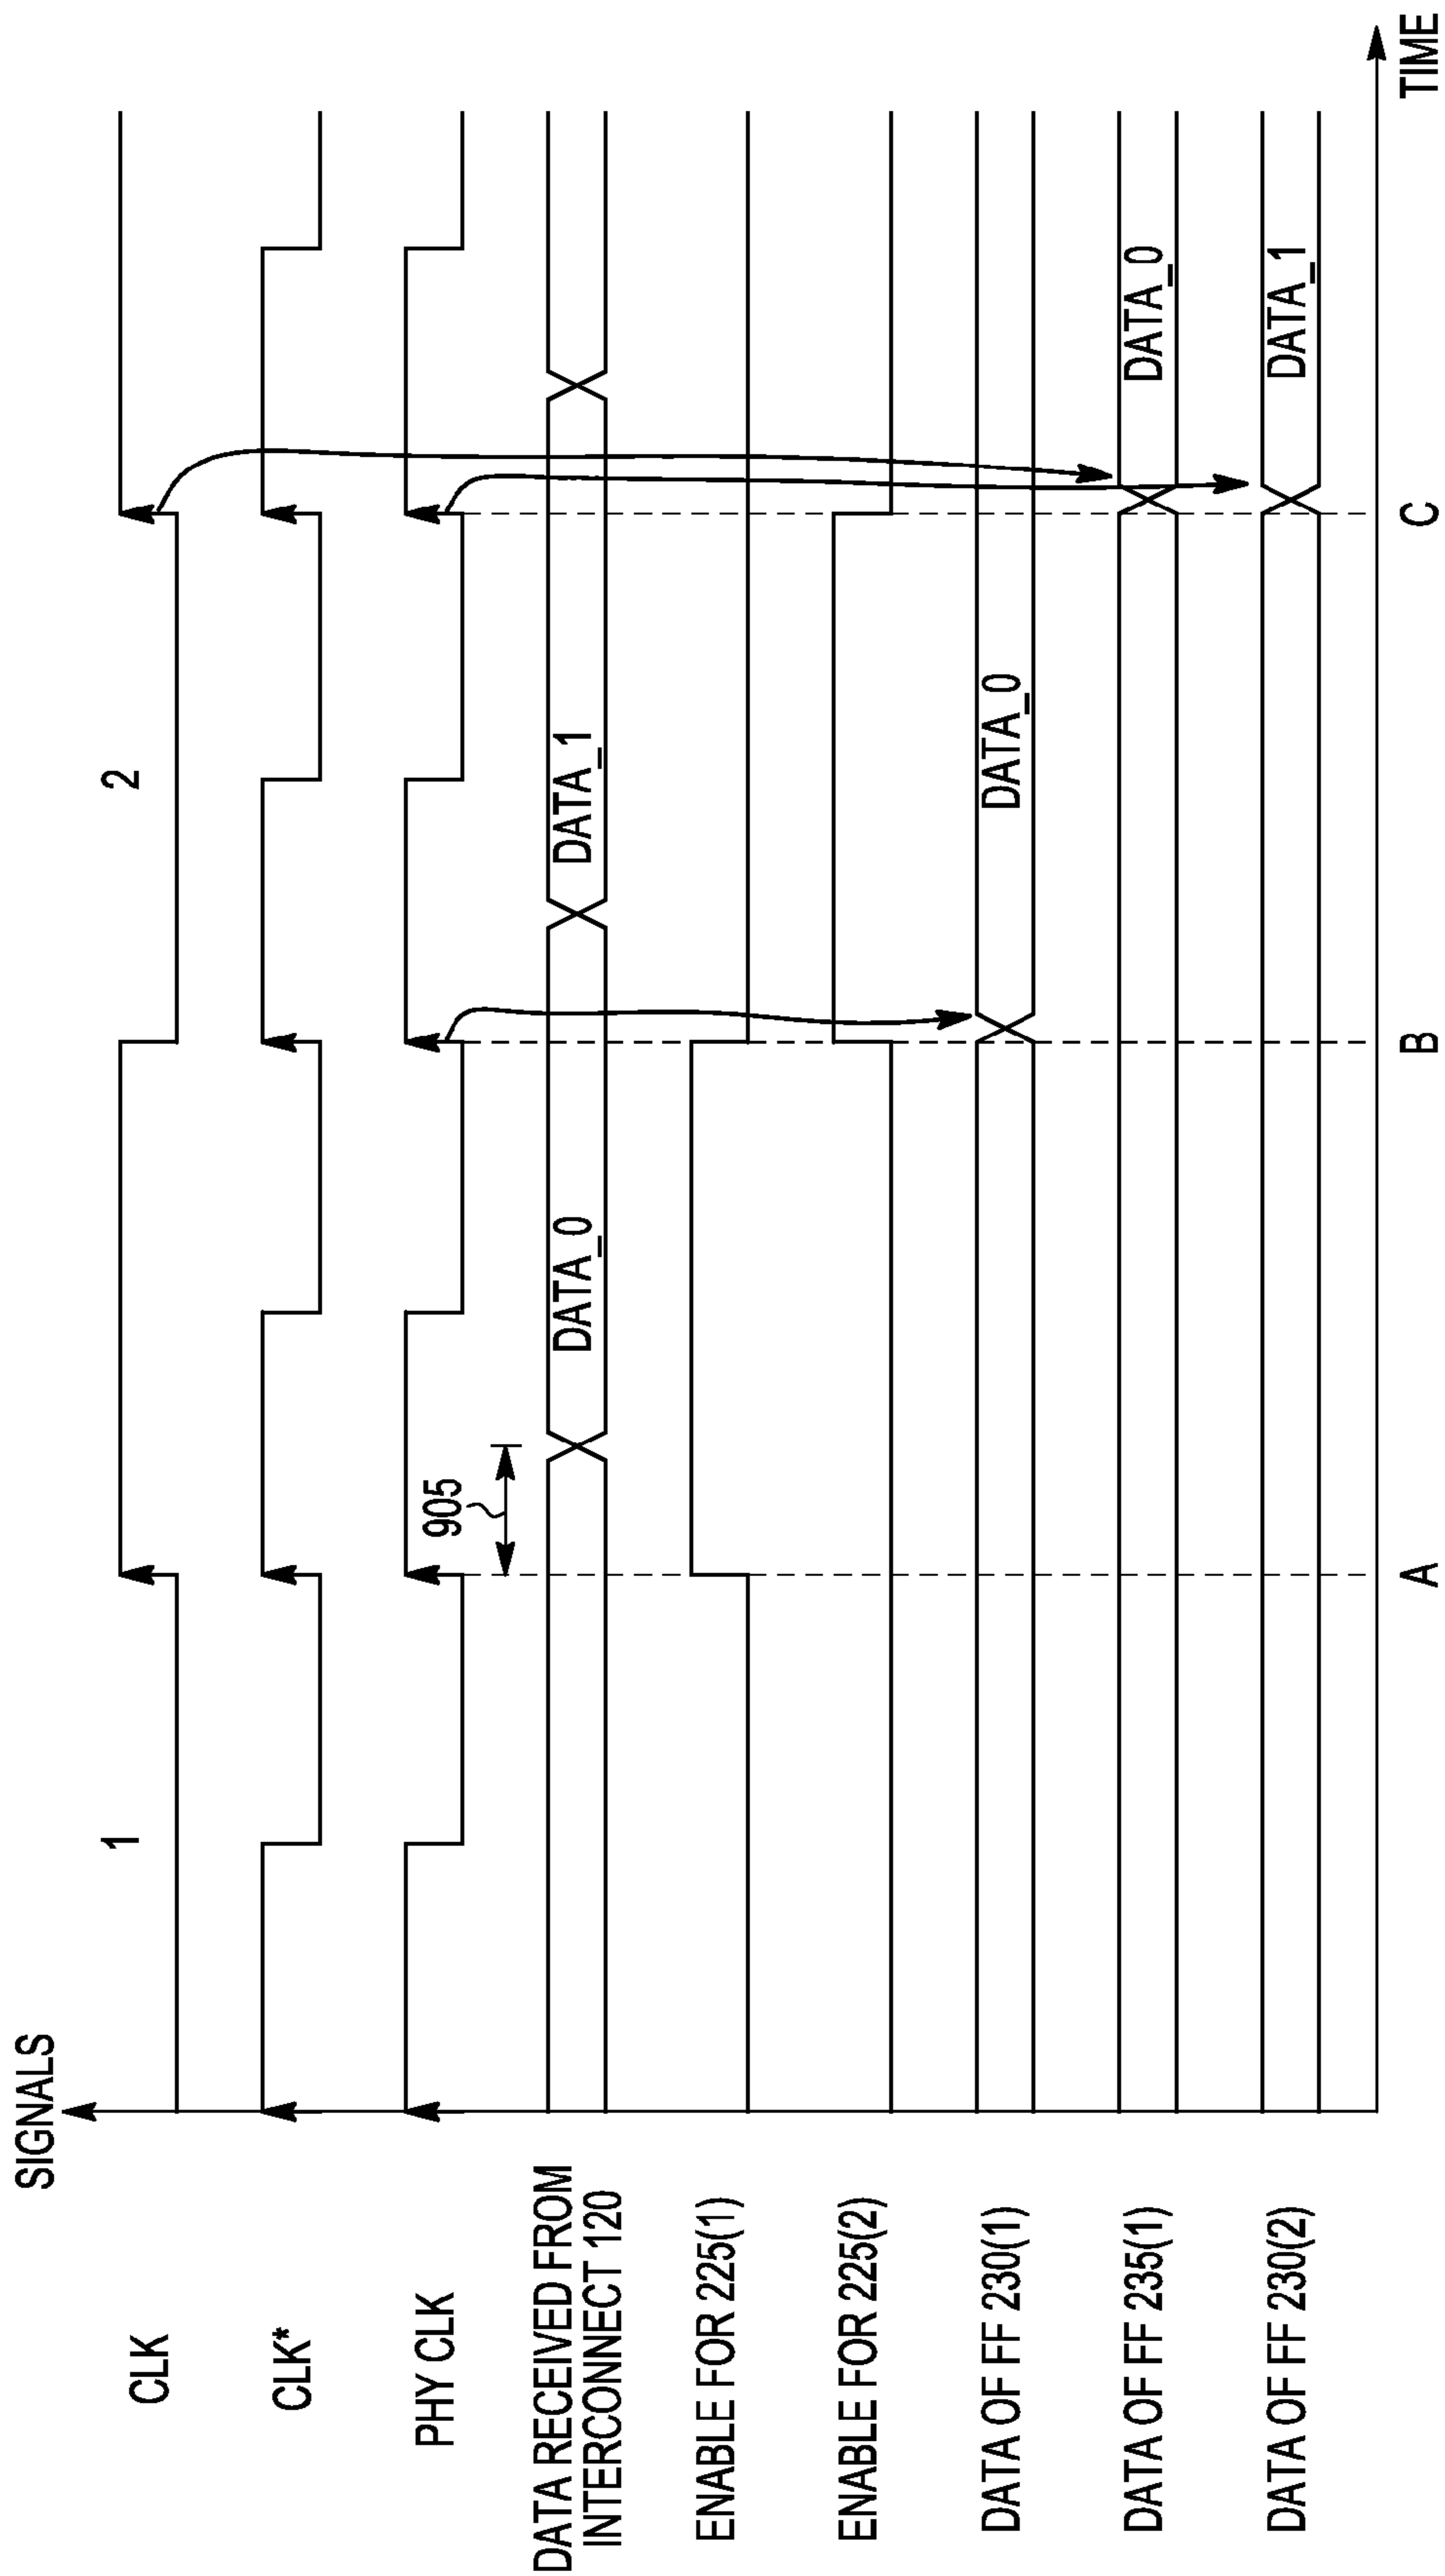 SIGNALS
1
2
CLK
CLK*
PHY CLK
905
DATA RECEIVED FROM
INTERCONNECT 120
DATA_0
DATA_1
ENABLE FOR 225(1)
ENABLE FOR 225(2)
DATA OF FF 230(1)
DATA_0
DATA OF FF 235(1)
DATA_0
DATA OF FF 230(2)
DATA_1
A
B
C
TIME